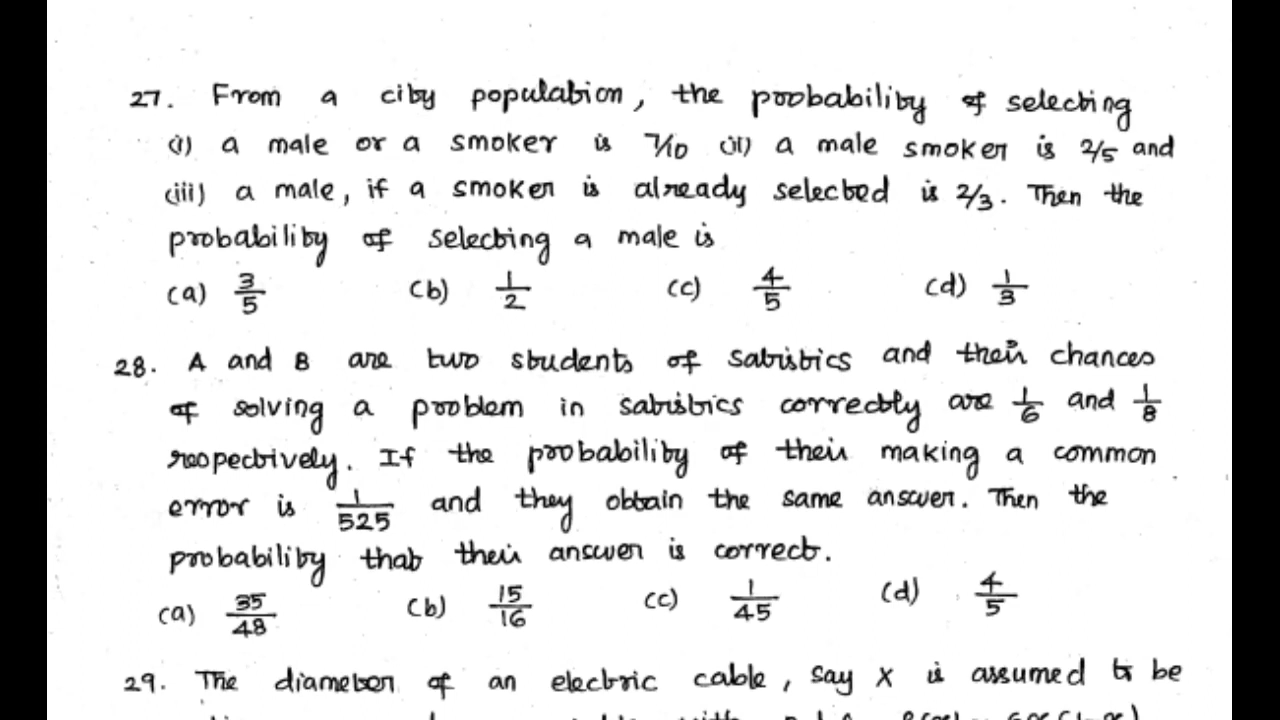 27. From a city population, the probability of selecting
(i) a male or a smoker is 7/10 (ii) a male smoker is 2/5 and
(iii) a male, if a smoker is already selected is 2/3. Then the
probability of selecting a male is
(a) 3/5 (b) 1/2 (c) 4/5 (d) 1/3
28. A and B are two students of satistics and their chances
of solving a problem in satistics correctly are 1/6 and 1/8
respectively. If the probability of their making a common
error is 1/525 and they obtain the same answer. Then the
probability that their answer is correct.
(a) 35/48 (b) 15/16 (c) 1/45 (d) 4/5
29. The diameter of an electric cable, say X is assumed to be